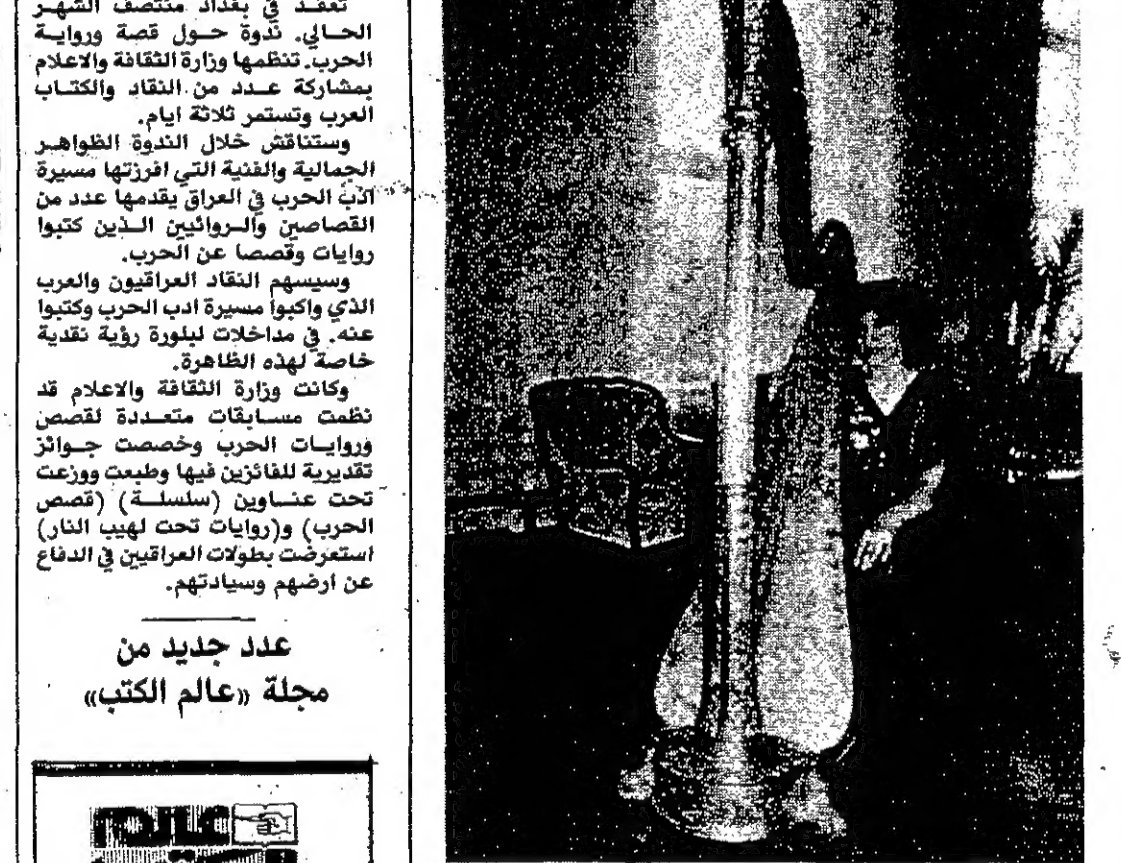 تعقد في بغداد منتصف الشهر
الحالي. ندوة حول قصة ورواية
الحرب. تنظمها وزارة الثقافة والاعلام
بمشاركة عدد من النقاد والكتاب
العرب وتستمر ثلاثة ايام.
وستناقش خلال الندوة الظواهر
الجمالية والفنية التي افرزتها مسيرة
ادب الحرب في العراق يقدمها عدد من
القصاصين والروائيين الذين كتبوا
روايات وقصصا عن الحرب.
وسيسهم النقاد العراقيون والعرب
الذي واكبوا مسيرة ادب الحرب وكتبوا
عنه. في مداخلات لبلورة رؤية نقدية
خاصة لهذه الظاهرة.
وكانت وزارة الثقافة والاعلام قد
نظمت مسابقات متعددة لقصص
وروايات الحرب وخصصت جوائز
تقديرية للفائزين فيها وطبعت ووزعت
تحت عناوين (سلسلة) (قصص
الحرب) و(روايات تحت لهيب النار)
استعرضت بطولات العراقيين في الدفاع
عن ارضهم وسيادتهم.
عدد جديد من
مجلة «عالم الكتب»
عالم